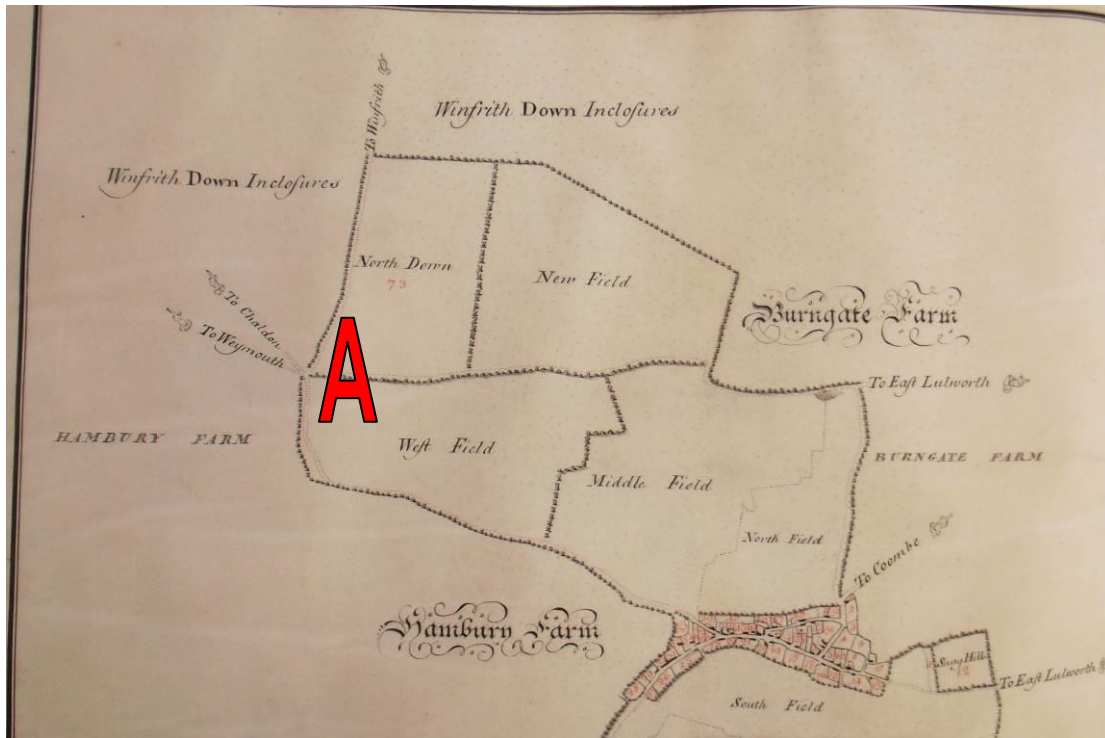 To Winfrith
Winfrith Down Inclosures
Winfrith Down Inclosures
North Down
73
New Field
To Chaldon
To Weymouth
Burngate Farm
A
To East Lulworth
HAMBURY FARM
West Field
BURNGATE FARM
Middle Field
North Field
To Coombe
Hambury Farm
12
To East Lulworth
South Field